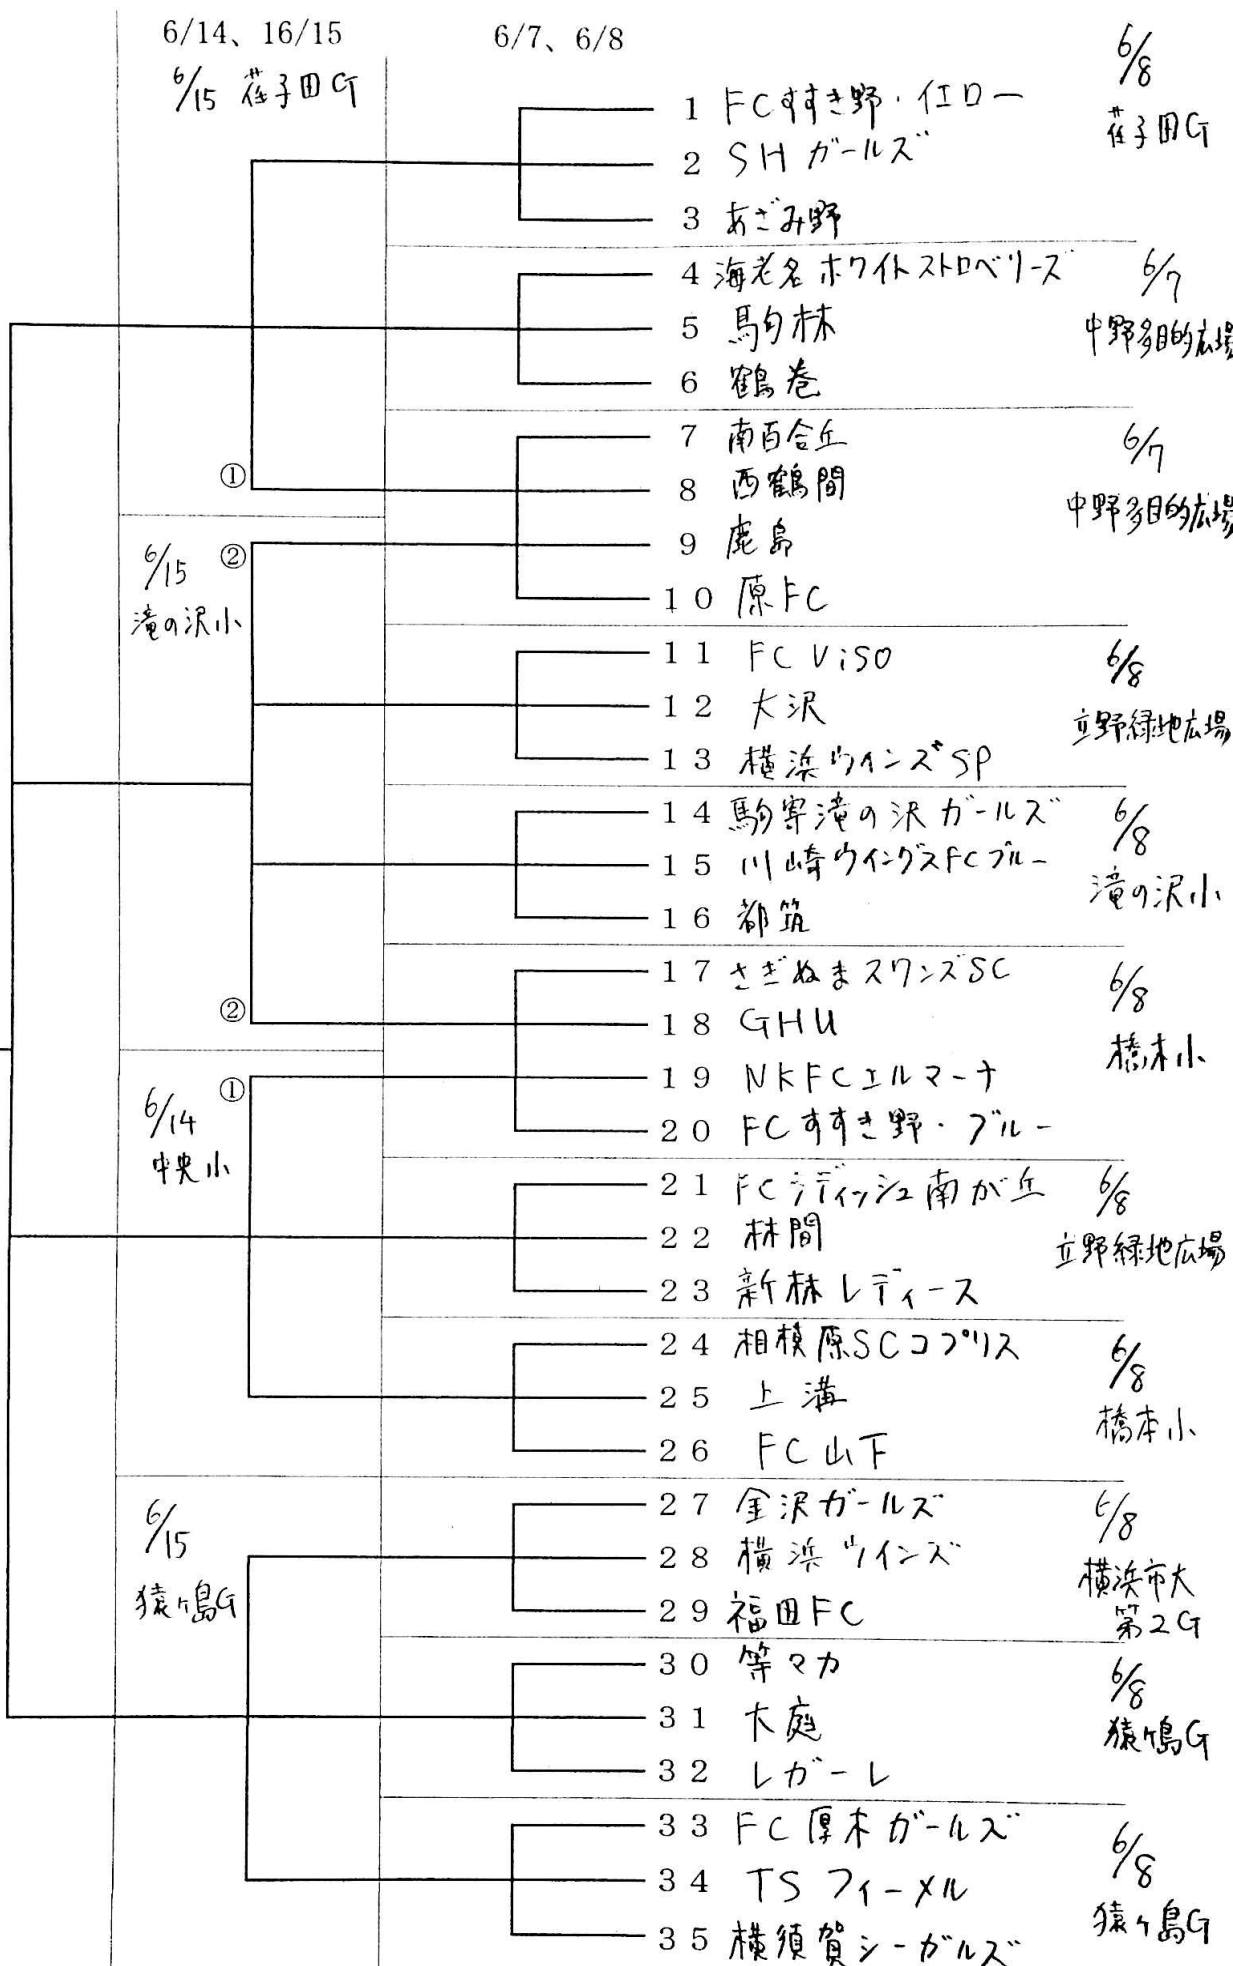 6/14、16/15
6/7、6/8
6/15 荏子田G
1 FCすすき野・イエロー
6/8
荏子田G
2 SHガールズ
3 あざみ野
4 海老名ホワイトストロベリーズ
6/7
中野多目的広場
5 駒林
6 鶴巻
7 南百合丘
6/7
中野多目的広場
① 8 西鶴間
6/15 ② 9 鹿島
滝の沢小
10 原FC
11 FC ViSO
6/8
立野緑地広場
12 大沢
13 横浜ウインズSP
14 駒寄滝の沢ガールズ
6/8
滝の沢小
15 川崎ウイングスFCブルー
16 都筑
17 さぎぬまスワンズSC
6/8
橋本小
② 18 GHU
6/14 ① 19 NKFCエルマーナ
中央小
20 FCすすき野・ブルー
21 FCラディッシュ南が丘
6/8
立野緑地広場
22 林間
23 新林レディース
24 相模原SCコプリス
6/8
橋本小
25 上溝
26 FC山下
6/15
猿ヶ島G
27 金沢ガールズ
6/8
横浜市大
第2G
28 横浜ウインズ
29 福田FC
30 等マカ
6/8
猿ヶ島G
31 大庭
32 レガーレ
33 FC厚木ガールズ
6/8
猿ヶ島G
34 TSフィーメル
35 横須賀シーガルズ